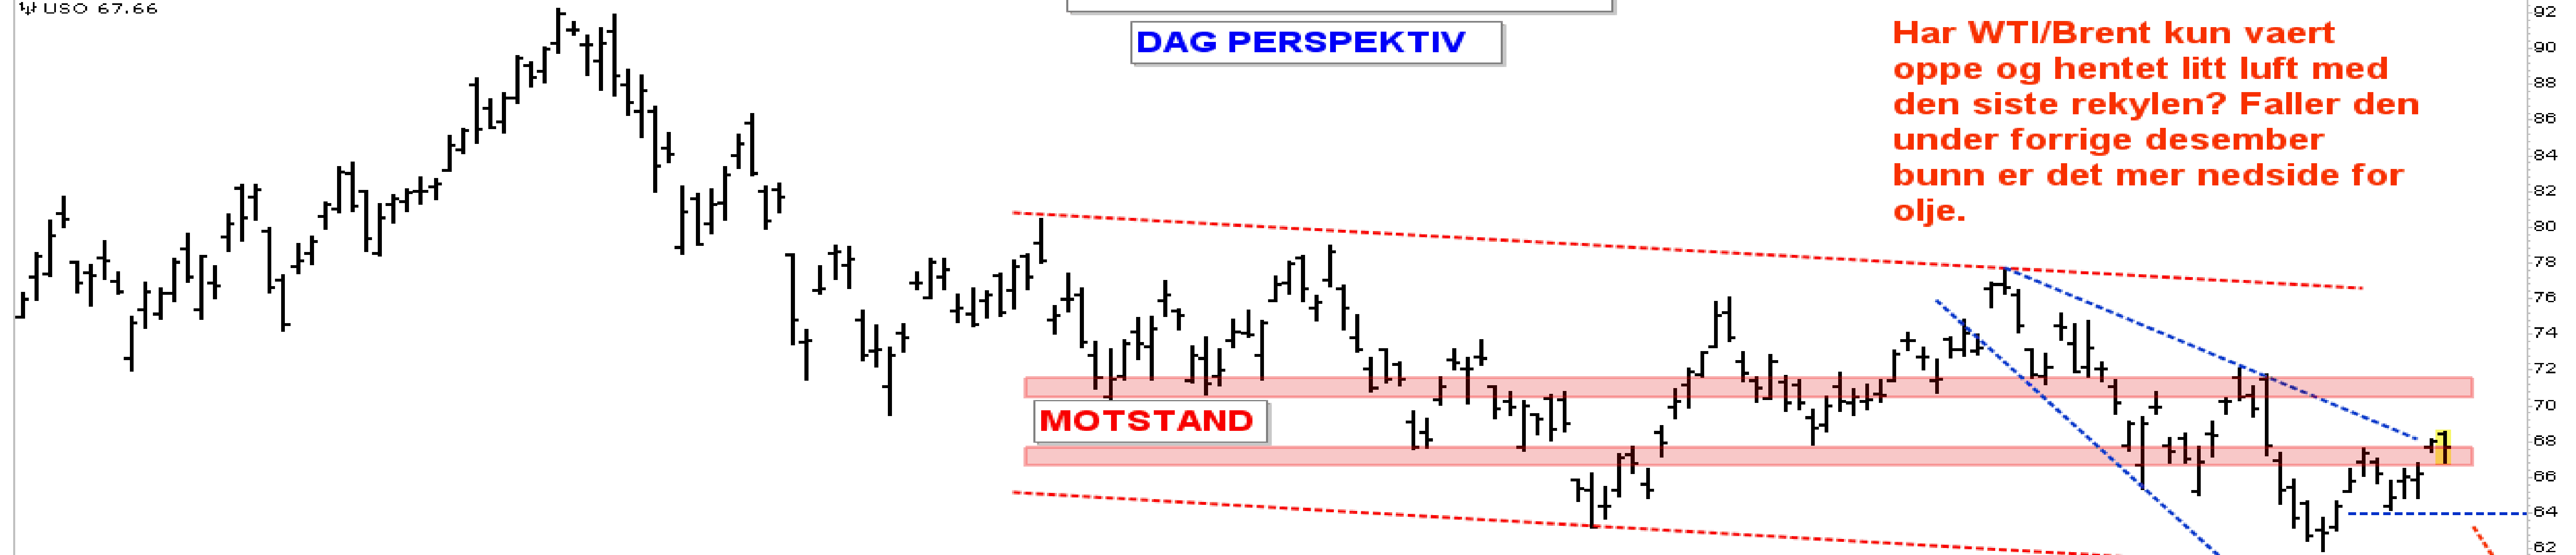 USO 67.66
DAG PERSPEKTIV
Har WTI/Brent kun vaert
oppe og hentet litt luft med
den siste rekylen? Faller den
under forrige desember
bunn er det mer nedside for
olje.
MOTSTAND
92
90
88
86
84
82
80
78
76
74
72
70
68
66
64
62